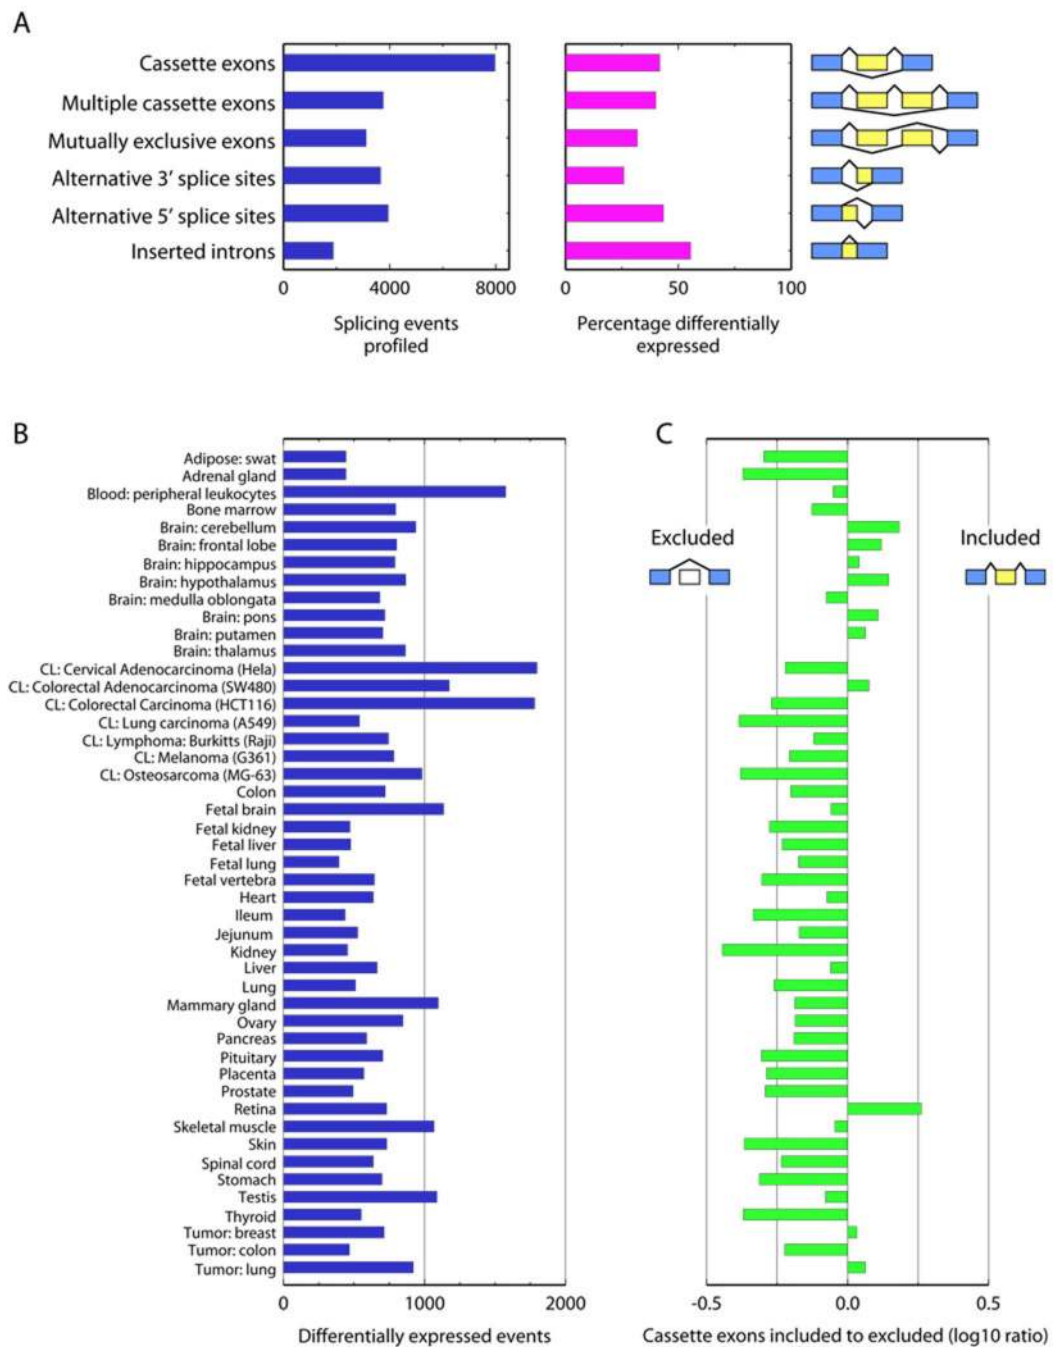 A
Cassette exons
Multiple cassette exons
Mutually exclusive exons
Alternative 3′ splice sites
Alternative 5′ splice sites
Inserted introns
0 4000 8000
Splicing events
profiled
0 50 100
Percentage differentially
expressed
B
Adipose: swat
Adrenal gland
Blood: peripheral leukocytes
Bone marrow
Brain: cerebellum
Brain: frontal lobe
Brain: hippocampus
Brain: hypothalamus
Brain: medulla oblongata
Brain: pons
Brain: putamen
Brain: thalamus
CL: Cervical Adenocarcinoma (Hela)
CL: Colorectal Adenocarcinoma (SW480)
CL: Colorectal Carcinoma (HCT116)
CL: Lung carcinoma (A549)
CL: Lymphoma: Burkitts (Raji)
CL: Melanoma (G361)
CL: Osteosarcoma (MG-63)
Colon
Fetal brain
Fetal kidney
Fetal liver
Fetal lung
Fetal vertebra
Heart
Ileum
Jejunum
Kidney
Liver
Lung
Mammary gland
Ovary
Pancreas
Pituitary
Placenta
Prostate
Retina
Skeletal muscle
Skin
Spinal cord
Stomach
Testis
Thyroid
Tumor: breast
Tumor: colon
Tumor: lung
0 1000 2000
Differentially expressed events
C
Excluded
Included
-0.5 0.0 0.5
Cassette exons included to excluded (log10 ratio)